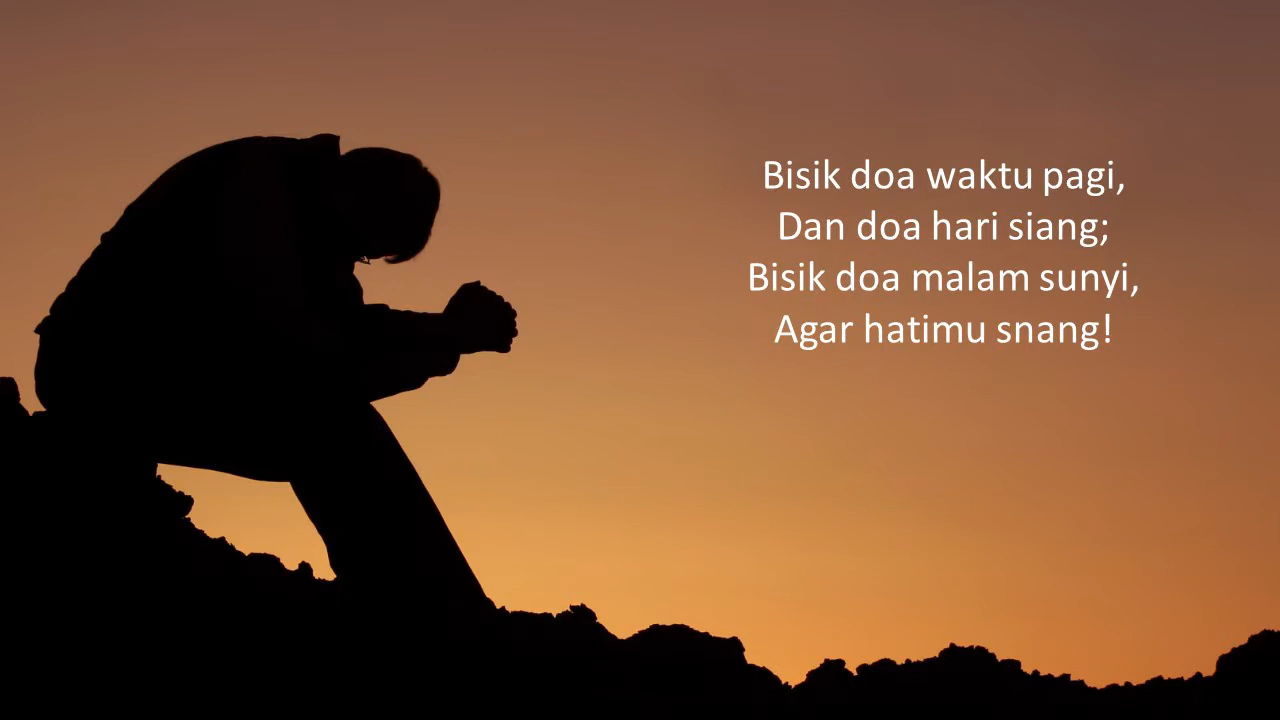 Bisik doa waktu pagi,
Dan doa hari siang;
Bisik doa malam sunyi,
Agar hatimu snang!